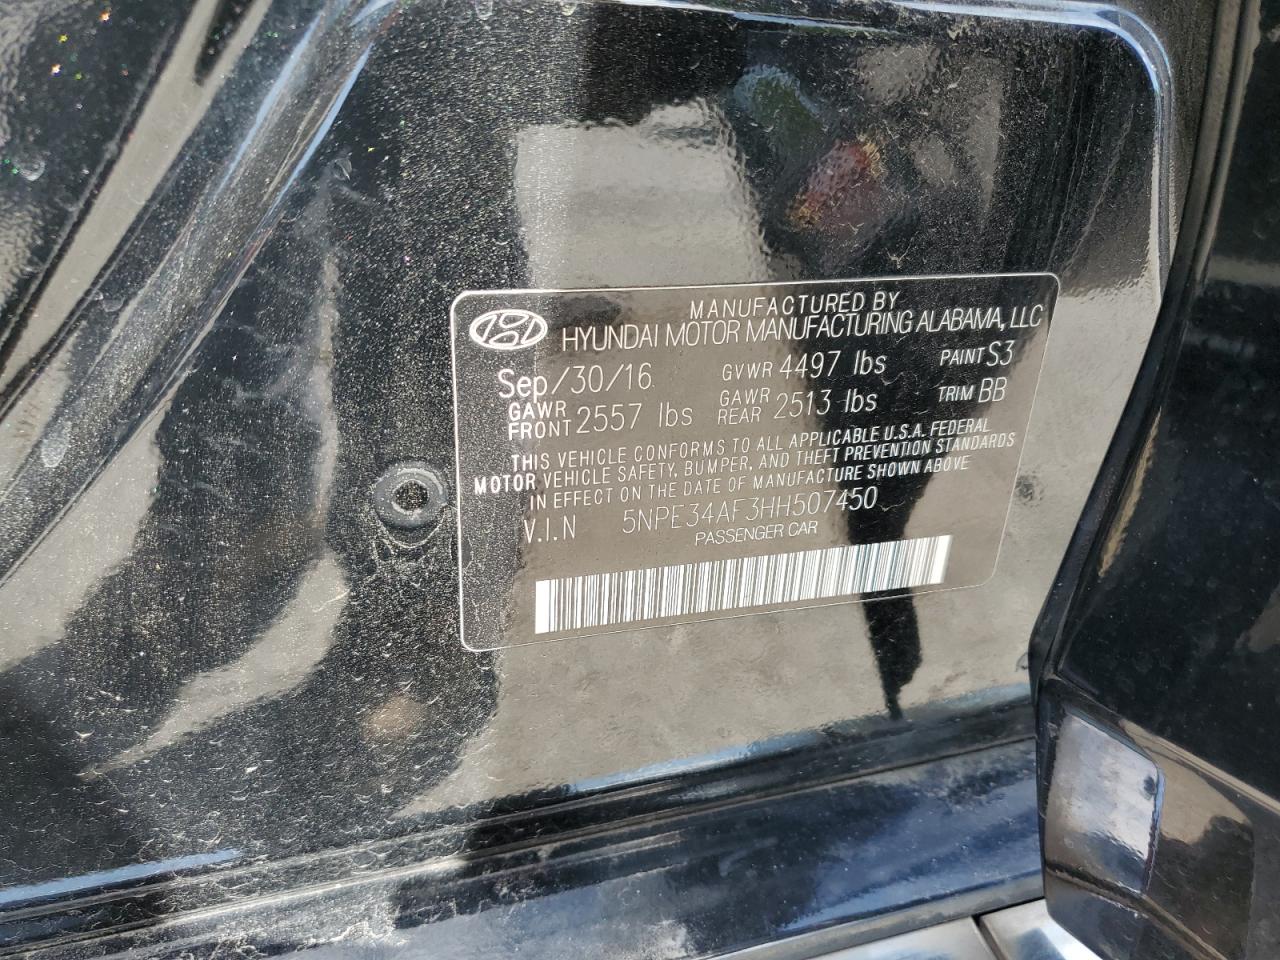 MANUFACTURED BY
HYUNDAI MOTOR MANUFACTURING ALABAMA, LLC
Sep/30/16 GVWR 4497 lbs PAINT S3
GAWR FRONT 2557 lbs GAWR REAR 2513 lbs TRIM BB
THIS VEHICLE CONFORMS TO ALL APPLICABLE U.S.A. FEDERAL
MOTOR VEHICLE SAFETY, BUMPER, AND THEFT PREVENTION STANDARDS
IN EFFECT ON THE DATE OF MANUFACTURE SHOWN ABOVE
V.I.N 5NPE34AF3HH507450
PASSENGER CAR